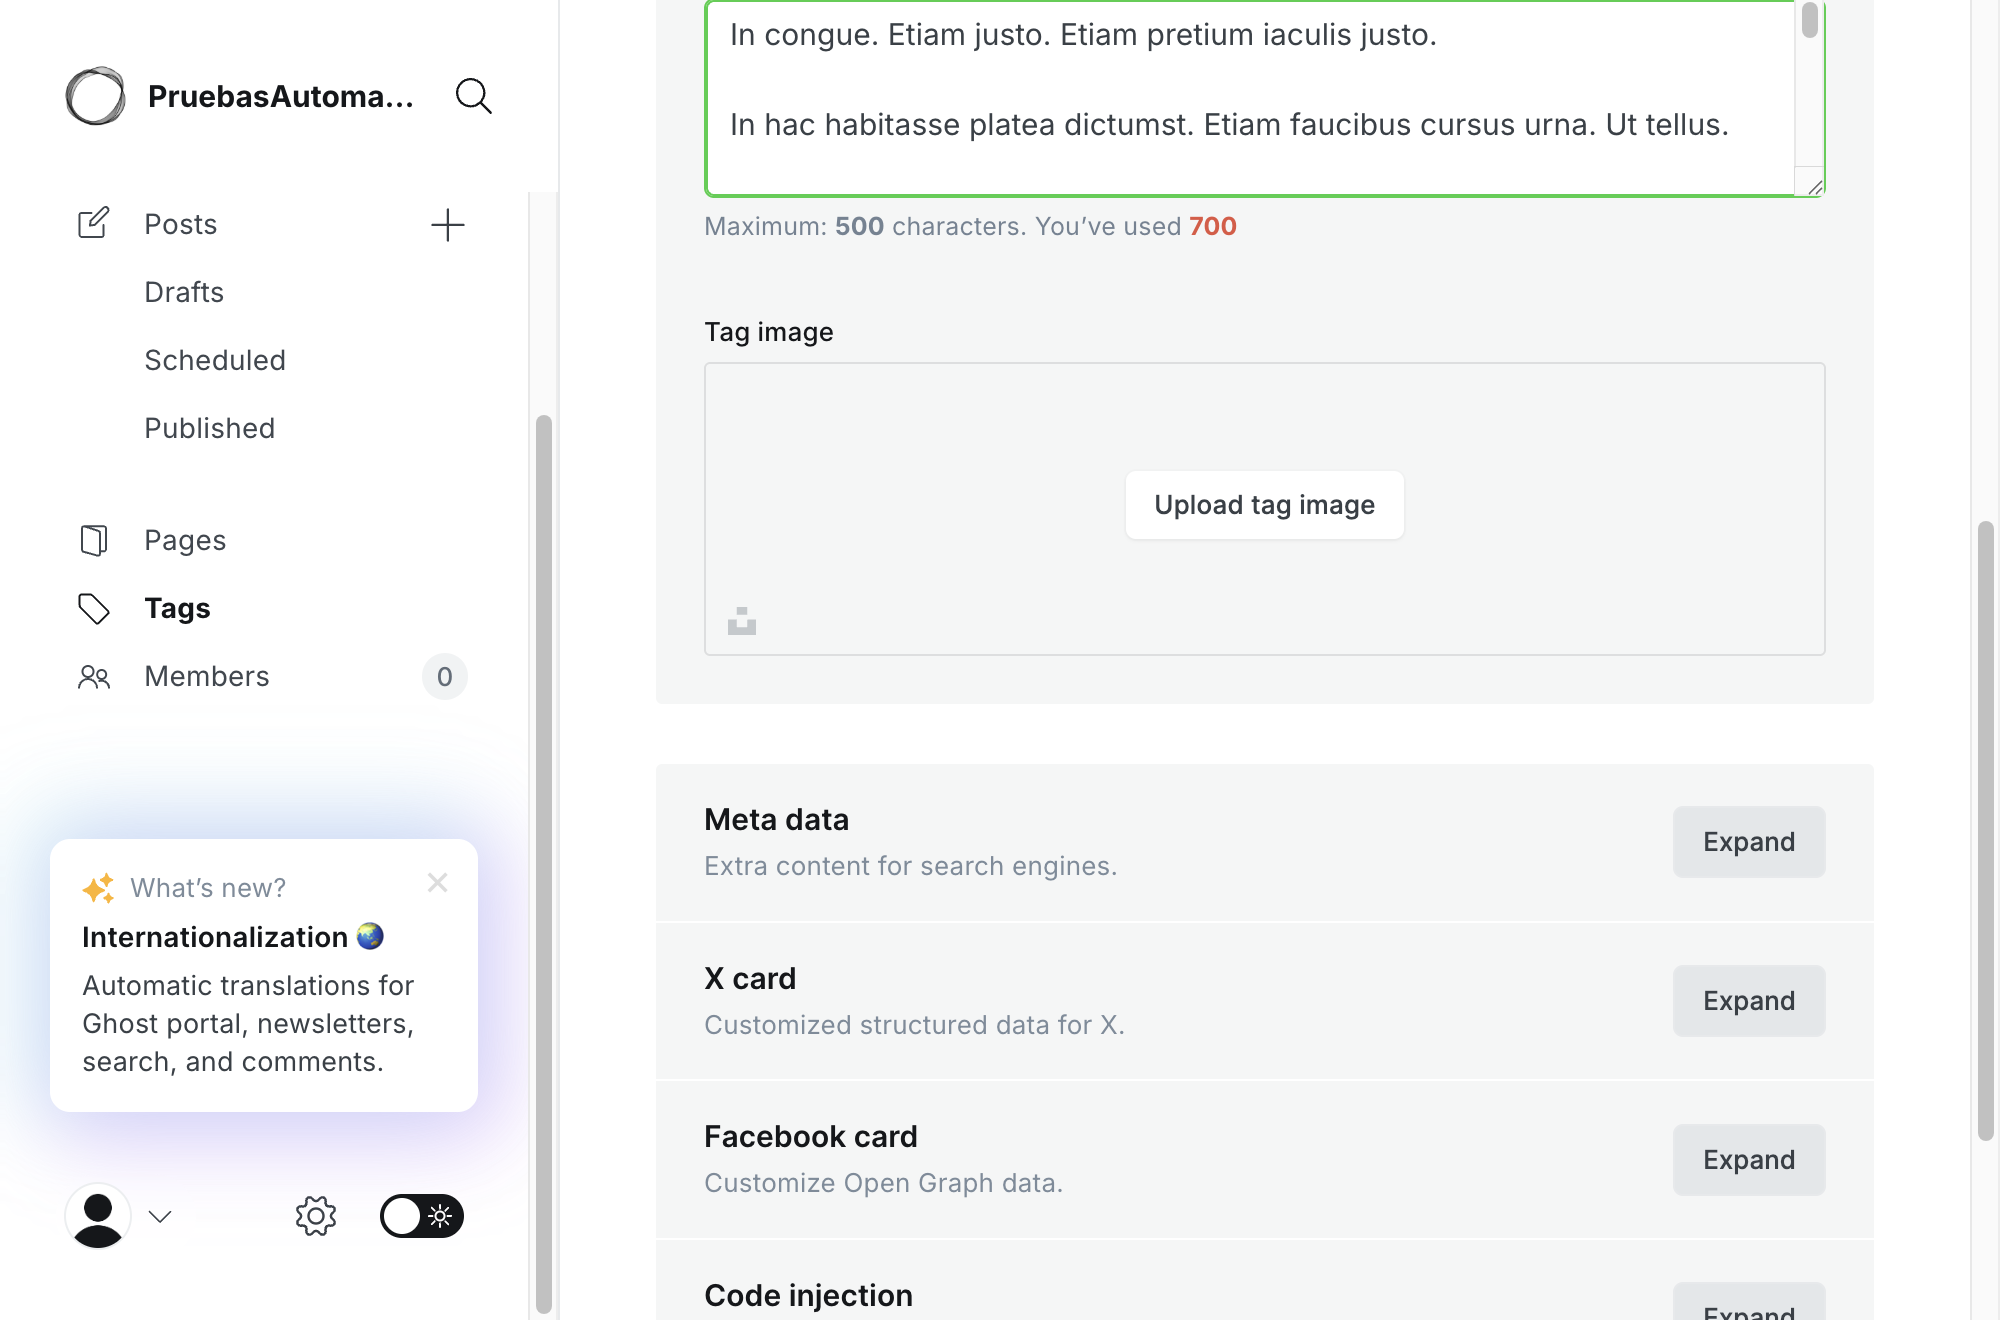 PruebasAutoma...
Posts
Drafts
Scheduled
Published
Pages
Tags
Members
0
What's new?
Internationalization
Automatic translations for
Ghost portal, newsletters,
search, and comments.
In congue. Etiam justo. Etiam pretium iaculis justo.
In hac habitasse platea dictumst. Etiam faucibus cursus urna. Ut tellus.
Maximum: 500 characters. You’ve used 700
Tag image
Upload tag image
Meta data
Extra content for search engines.
Expand
X card
Customized structured data for X.
Expand
Facebook card
Customize Open Graph data.
Expand
Code injection
Expand